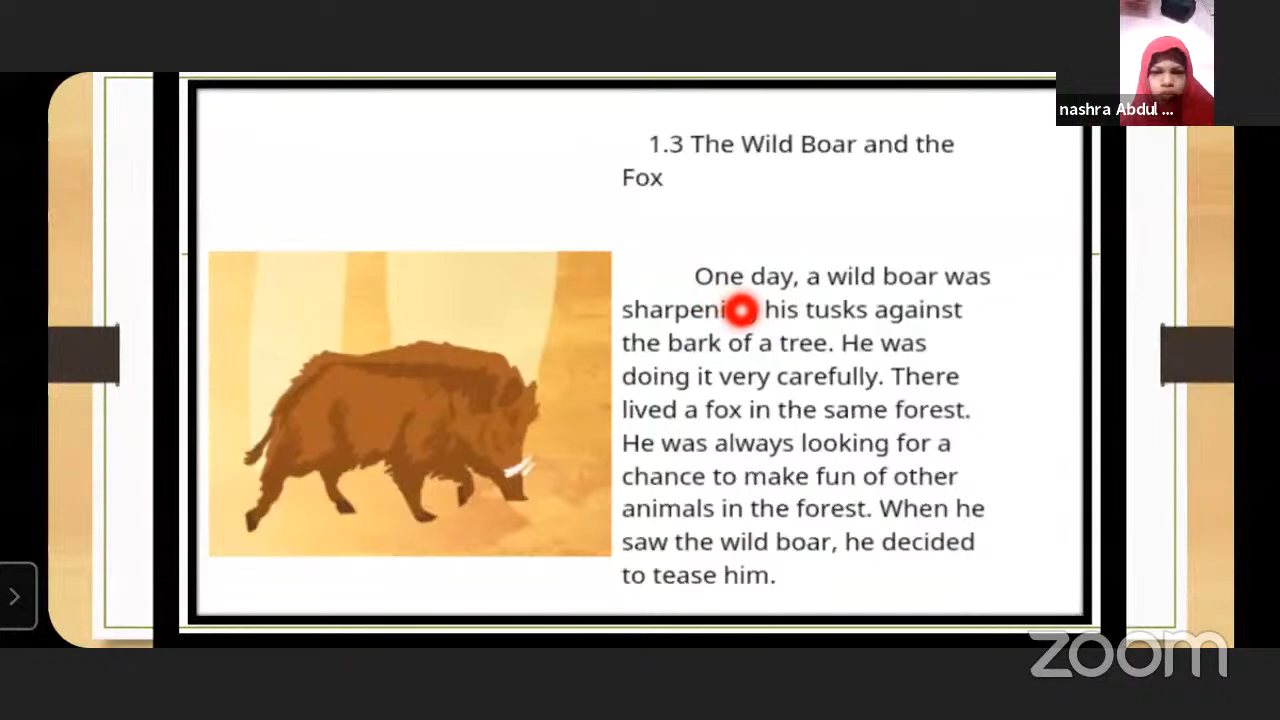 nashra Abdul ...
1.3 The Wild Boar and the
Fox
One day, a wild boar was
sharpeni his tusks against
the bark of a tree. He was
doing it very carefully. There
lived a fox in the same forest.
He was always looking for a
chance to make fun of other
animals in the forest. When he
saw the wild boar, he decided
to tease him.
zoom